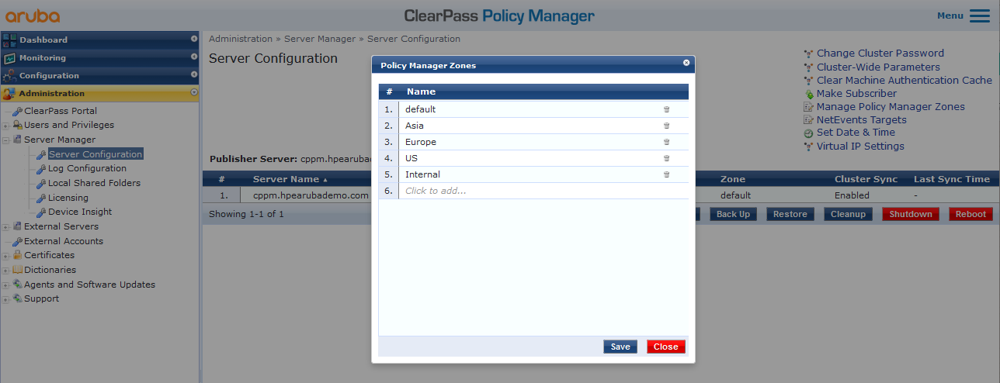 aruba
ClearPass Policy Manager
Menu
Dashboard
Monitoring
Configuration
Administration
ClearPass Portal
Users and Privileges
Server Manager
Server Configuration
Log Configuration
Local Shared Folders
Licensing
Device Insight
External Servers
External Accounts
Certificates
Dictionaries
Agents and Software Updates
Support
Administration » Server Manager » Server Configuration
Server Configuration
Change Cluster Password
Cluster-Wide Parameters
Clear Machine Authentication Cache
Make Subscriber
Manage Policy Manager Zones
NetEvents Targets
Set Date & Time
Virtual IP Settings
Publisher Server: cppm.hpearubad
# Server Name ▲ Zone Cluster Sync Last Sync Time
1. cppm.hpearubademo.com default Enabled -
Showing 1-1 of 1
Back Up Restore Cleanup Shutdown Reboot
Policy Manager Zones
# Name
1. default
2. Asia
3. Europe
4. US
5. Internal
6. Click to add...
Save Close